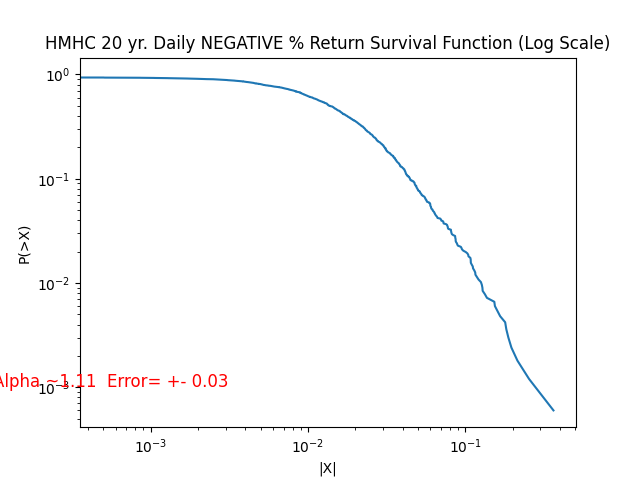 HMHC 20 yr. Daily NEGATIVE % Return Survival Function (Log Scale)
10⁰
10⁻¹
10⁻²
10⁻³
P(>X)
Alpha ~1.11 Error= +- 0.03
10⁻³ 10⁻² 10⁻¹
|X|